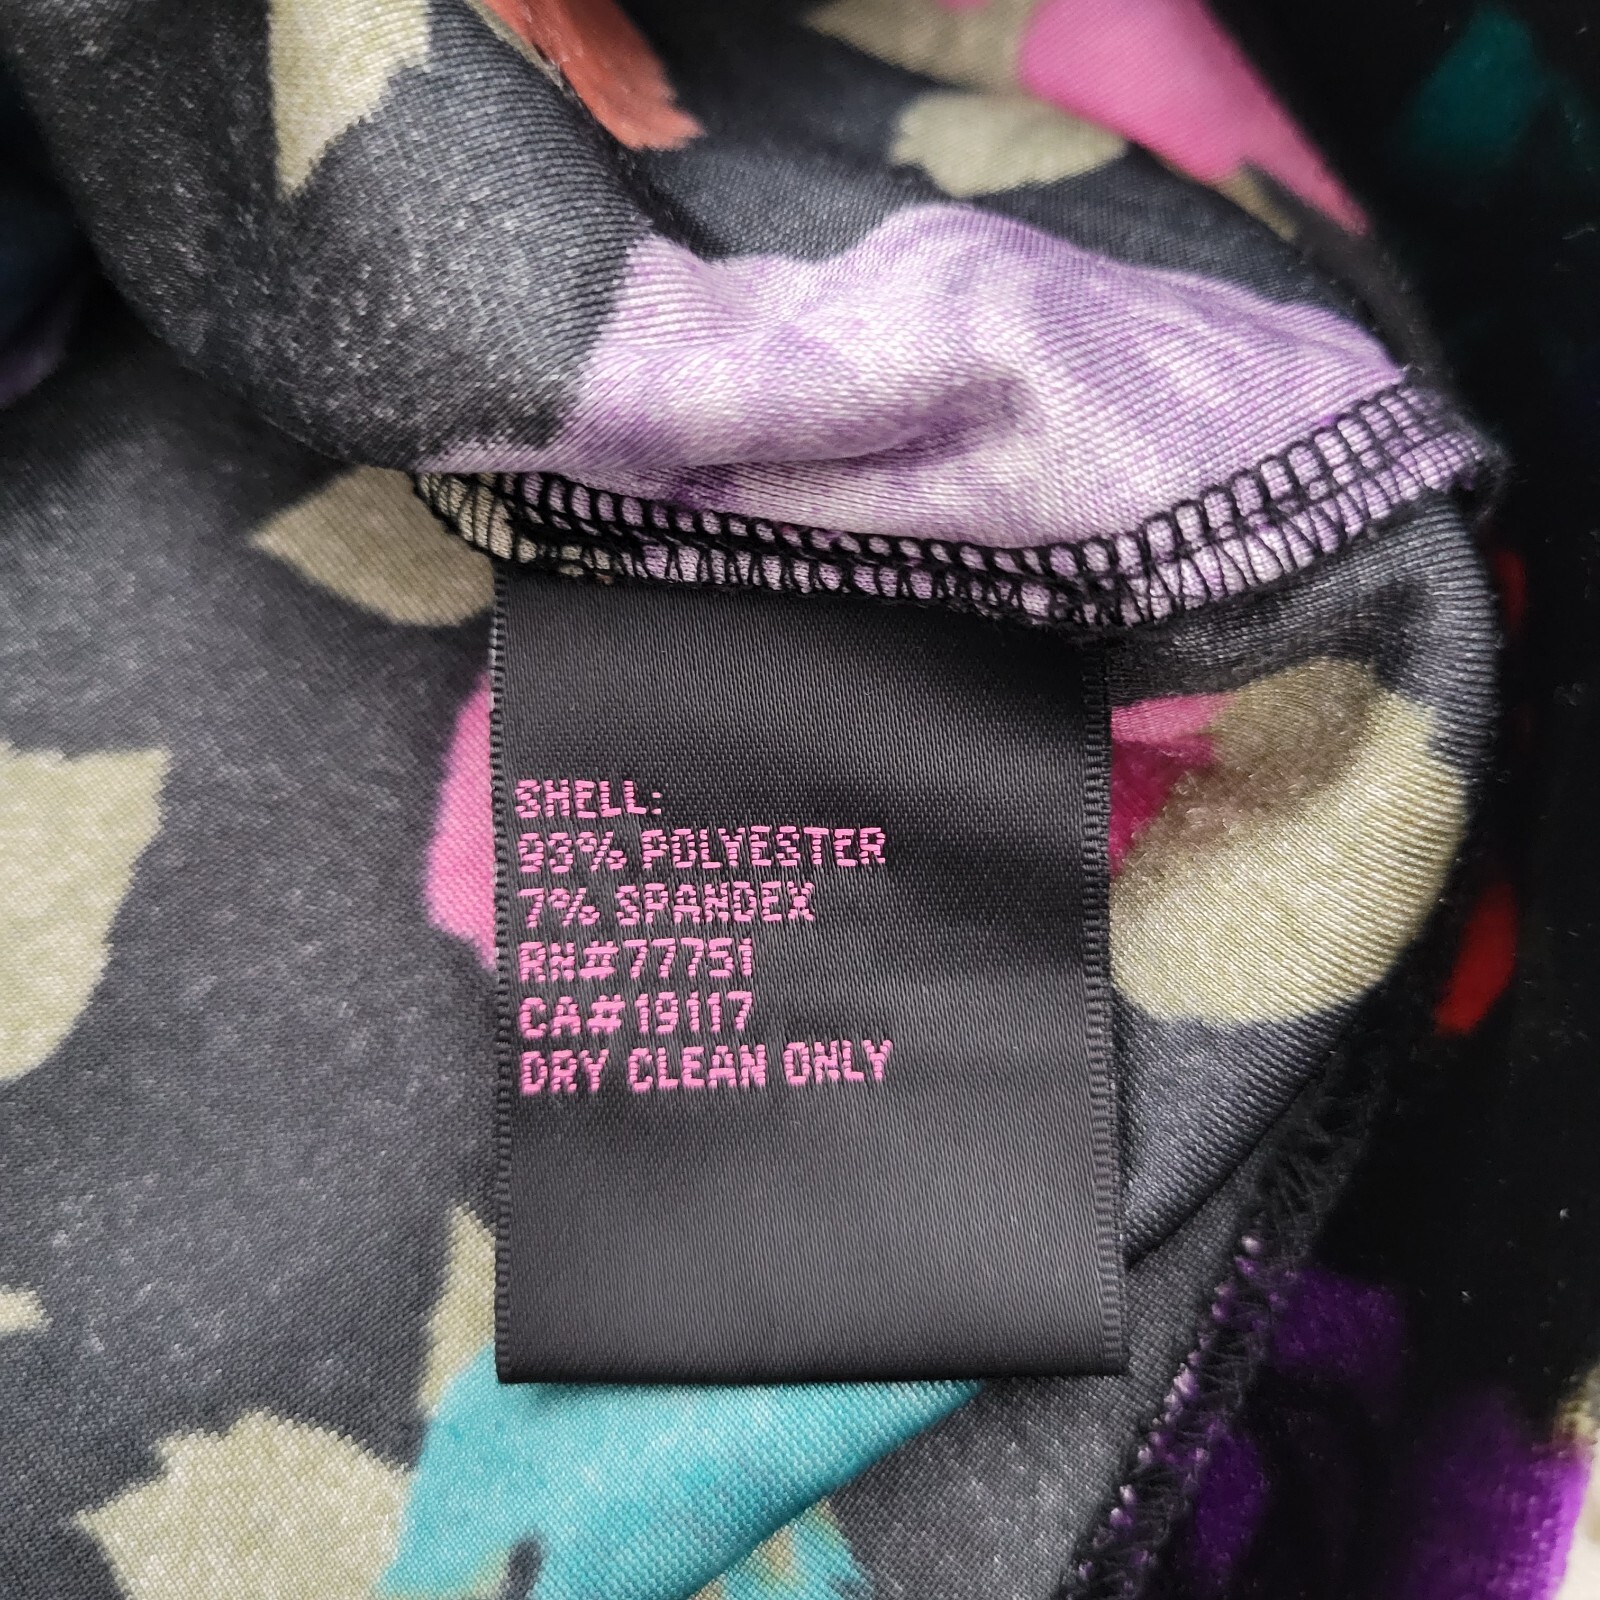 SHELL:
93% POLYESTER
7% SPANDEX
RN#77751
CA#19117
DRY CLEAN ONLY